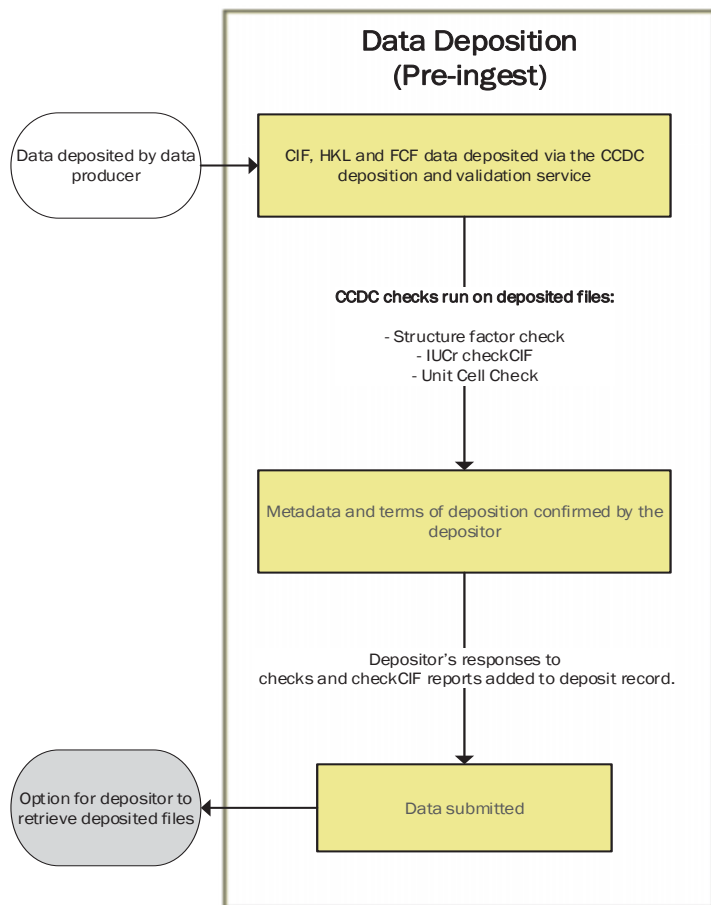 Data Deposition
(Pre-ingest)
Data deposited by data
producer
CIF, HKL and FCF data deposited via the CCDC
deposition and validation service
CCDC checks run on deposited files:
- Structure factor check
- IUCr checkCIF
- Unit Cell Check
Metadata and terms of deposition confirmed by the
depositor
Depositor's responses to
checks and checkCIF reports added to deposit record.
Option for depositor to
retrieve deposited files
Data submitted